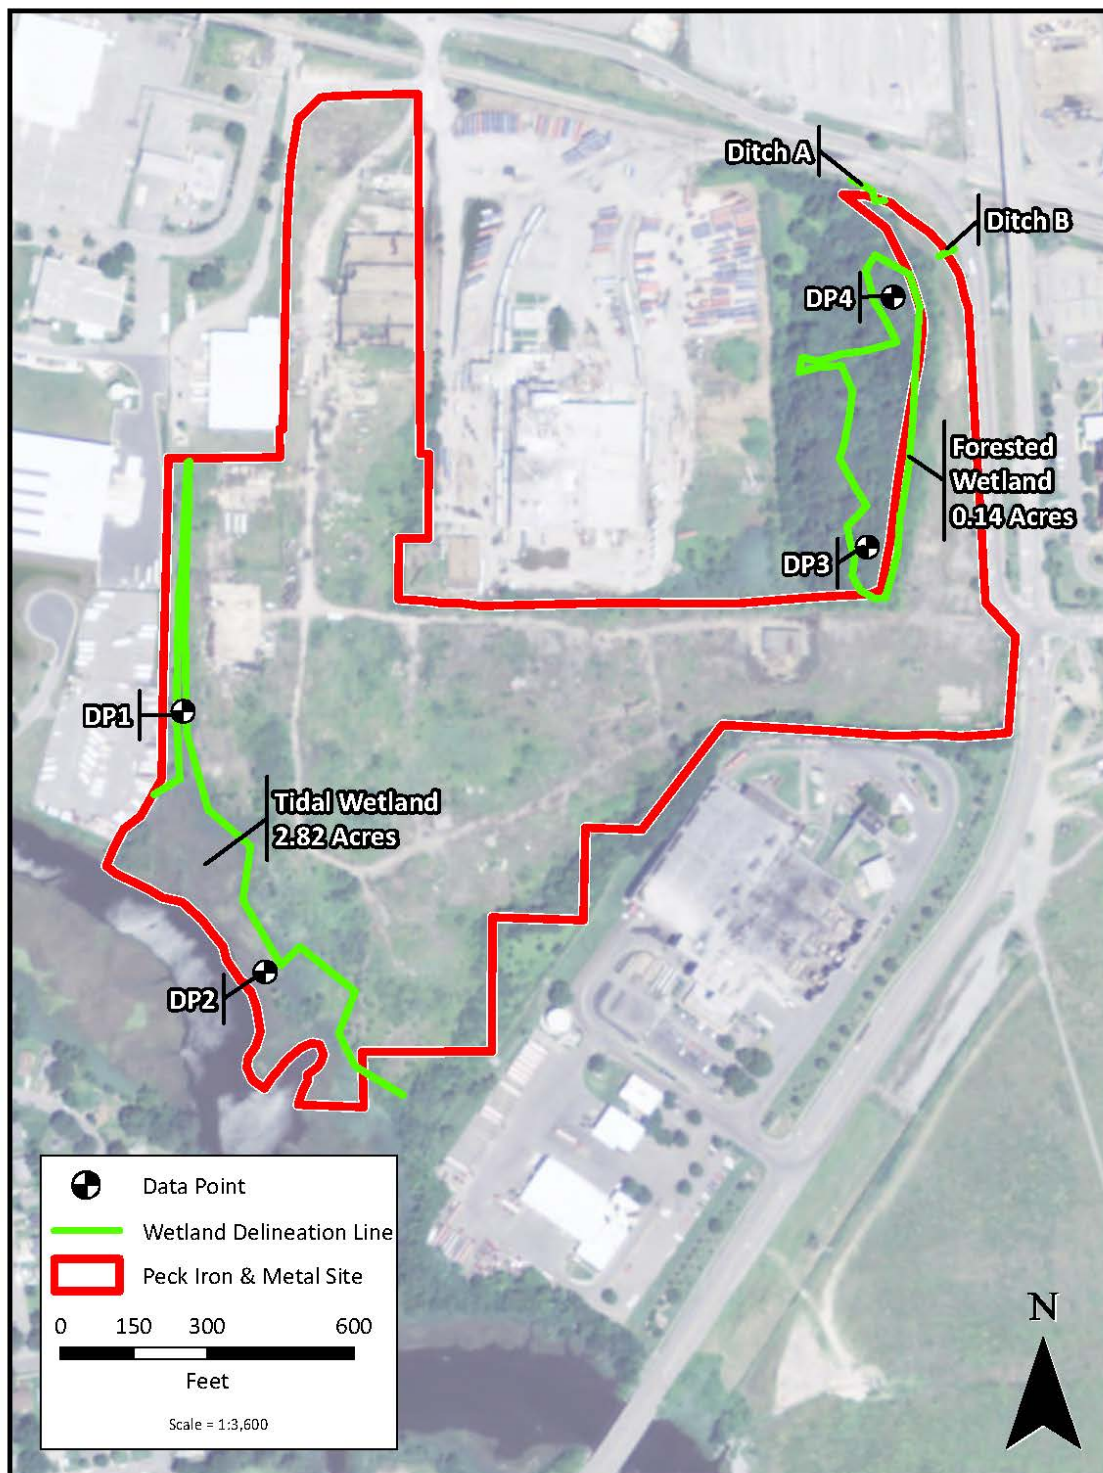 Ditch A
Ditch B
DP4
Forested
Wetland
0.14 Acres
DP3
DP1
Tidal Wetland
2.82 Acres
DP2
Data Point
Wetland Delineation Line
Peck Iron & Metal Site
0 150 300 600
Feet
Scale = 1:3,600
N